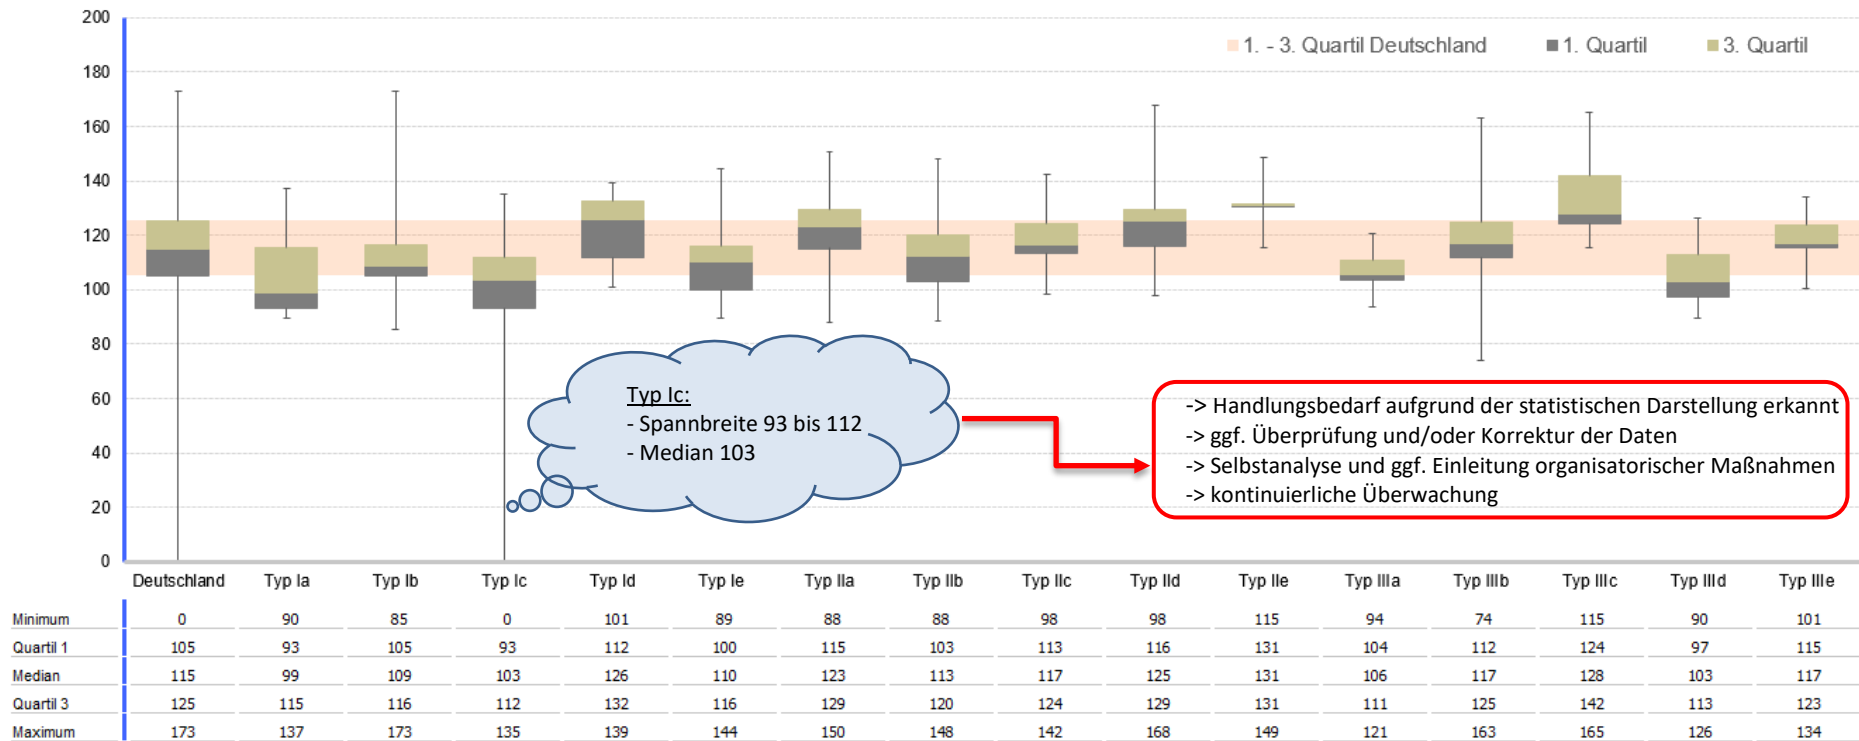 200
1. - 3. Quartil Deutschland 1. Quartil 3. Quartil
180
160
140
120
100
80
60
40
20
0
Typ Ic:
- Spannbreite 93 bis 112
- Median 103
-> Handlungsbedarf aufgrund der statistischen Darstellung erkannt
-> ggf. Überprüfung und/oder Korrektur der Daten
-> Selbstanalyse und ggf. Einleitung organisatorischer Maßnahmen
-> kontinuierliche Überwachung
Deutschland Typ Ia Typ Ib Typ Ic Typ Id Typ Ie Typ IIa Typ IIb Typ IIc Typ IId Typ IIe Typ IIIa Typ IIIb Typ IIIc Typ IIId Typ IIIe
Minimum 0 90 85 0 101 89 88 88 98 98 115 94 74 115 90 101
Quartil 1 105 93 105 93 112 100 115 103 113 116 131 104 112 124 97 115
Median 115 99 109 103 126 110 123 113 117 125 131 106 117 128 103 117
Quartil 3 125 115 116 112 132 116 129 120 124 129 131 111 125 142 113 123
Maximum 173 137 173 135 139 144 150 148 142 168 149 121 163 165 126 134